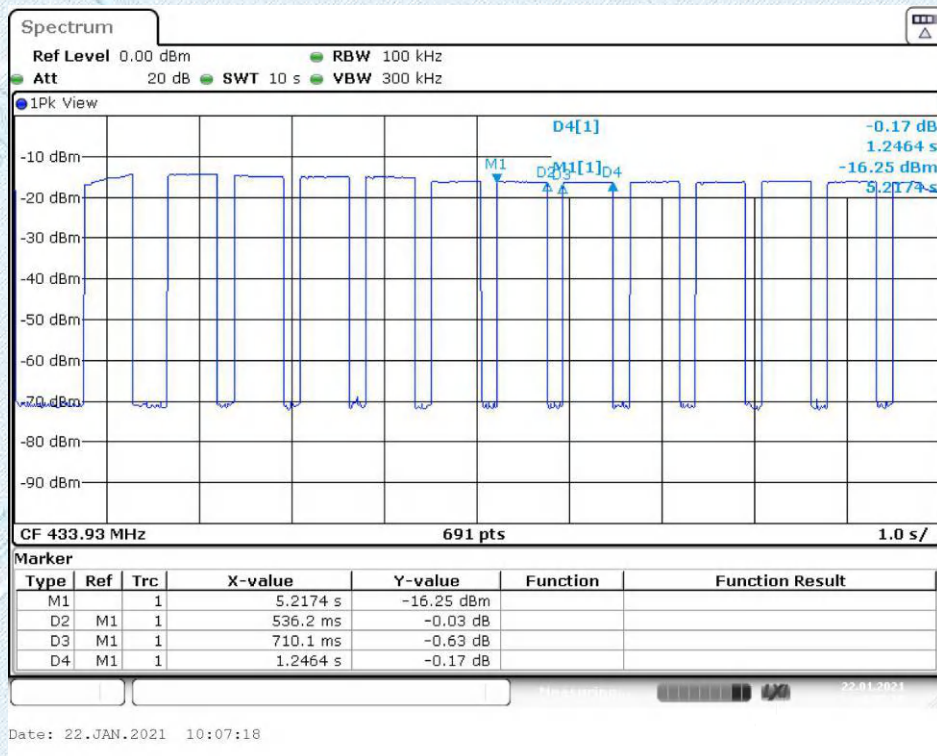 Spectrum
Ref Level 0.00 dBm RBW 100 kHz
Att 20 dB SWT 10 s VBW 300 kHz
1Pk View
D4[1] -0.17 dB
1.2464 s
M1[1] -16.25 dBm
5.2174 s
M1 D2 D3 D4
-10 dBm
-20 dBm
-30 dBm
-40 dBm
-50 dBm
-60 dBm
-70 dBm
-80 dBm
-90 dBm
CF 433.93 MHz 691 pts 1.0 s/
Marker
Type Ref Trc X-value Y-value Function Function Result
M1 1 5.2174 s -16.25 dBm
D2 M1 1 536.2 ms -0.03 dB
D3 M1 1 710.1 ms -0.63 dB
D4 M1 1 1.2464 s -0.17 dB
Measuring... LXI 22.01.2021
Date: 22.JAN.2021 10:07:18